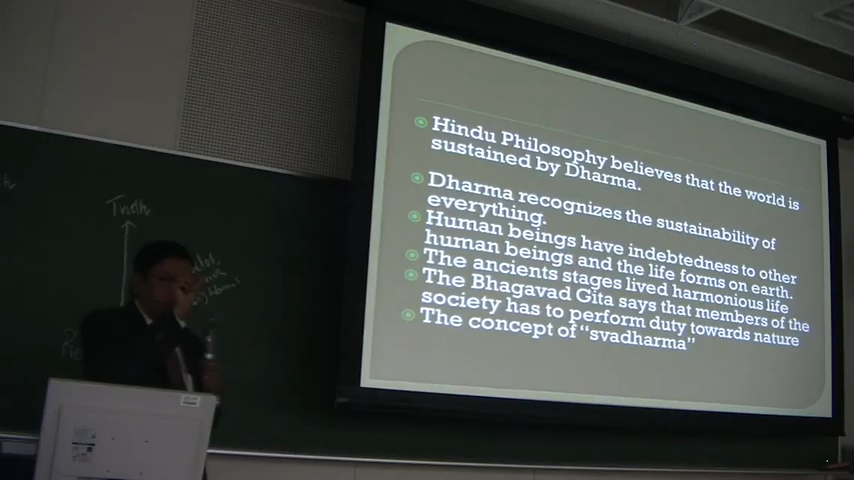 Truth
Hindu Philosophy believes that the world is
sustained by Dharma.
Dharma recognizes the sustainability of
everything.
Human beings have indebtedness to other
human beings and the life forms on earth.
The ancients stages lived harmonious life
The Bhagavad Gita says that members of the
society has to perform duty towards nature
The concept of “svadharma”